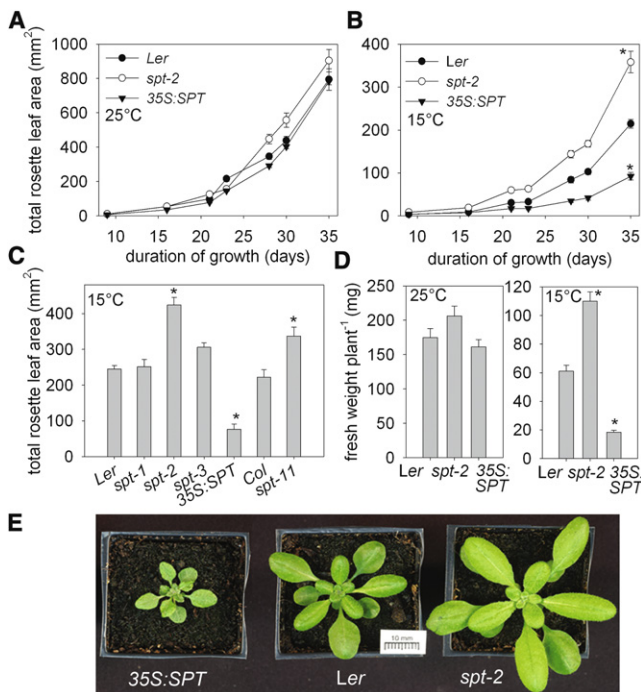 A
total rosette leaf area (mm²)
1000
800
600
400
200
0
Ler
spt-2
35S:SPT
25°C
10 15 20 25 30 35
duration of growth (days)
B
400
300
200
100
0
Ler
spt-2
35S:SPT
15°C
*
*
10 15 20 25 30 35
duration of growth (days)
C
total rosette leaf area (mm²)
400
300
200
100
0
15°C
*
*
*
Ler spt-1 spt-2 spt-3 35S:SPT Col spt-11
D
fresh weight plant⁻¹ (mg)
250
200
150
100
50
0
25°C
Ler spt-2 35S:
SPT
120
100
80
60
40
20
0
15°C
*
*
Ler spt-2 35S:
SPT
E
10 mm
35S:SPT Ler spt-2